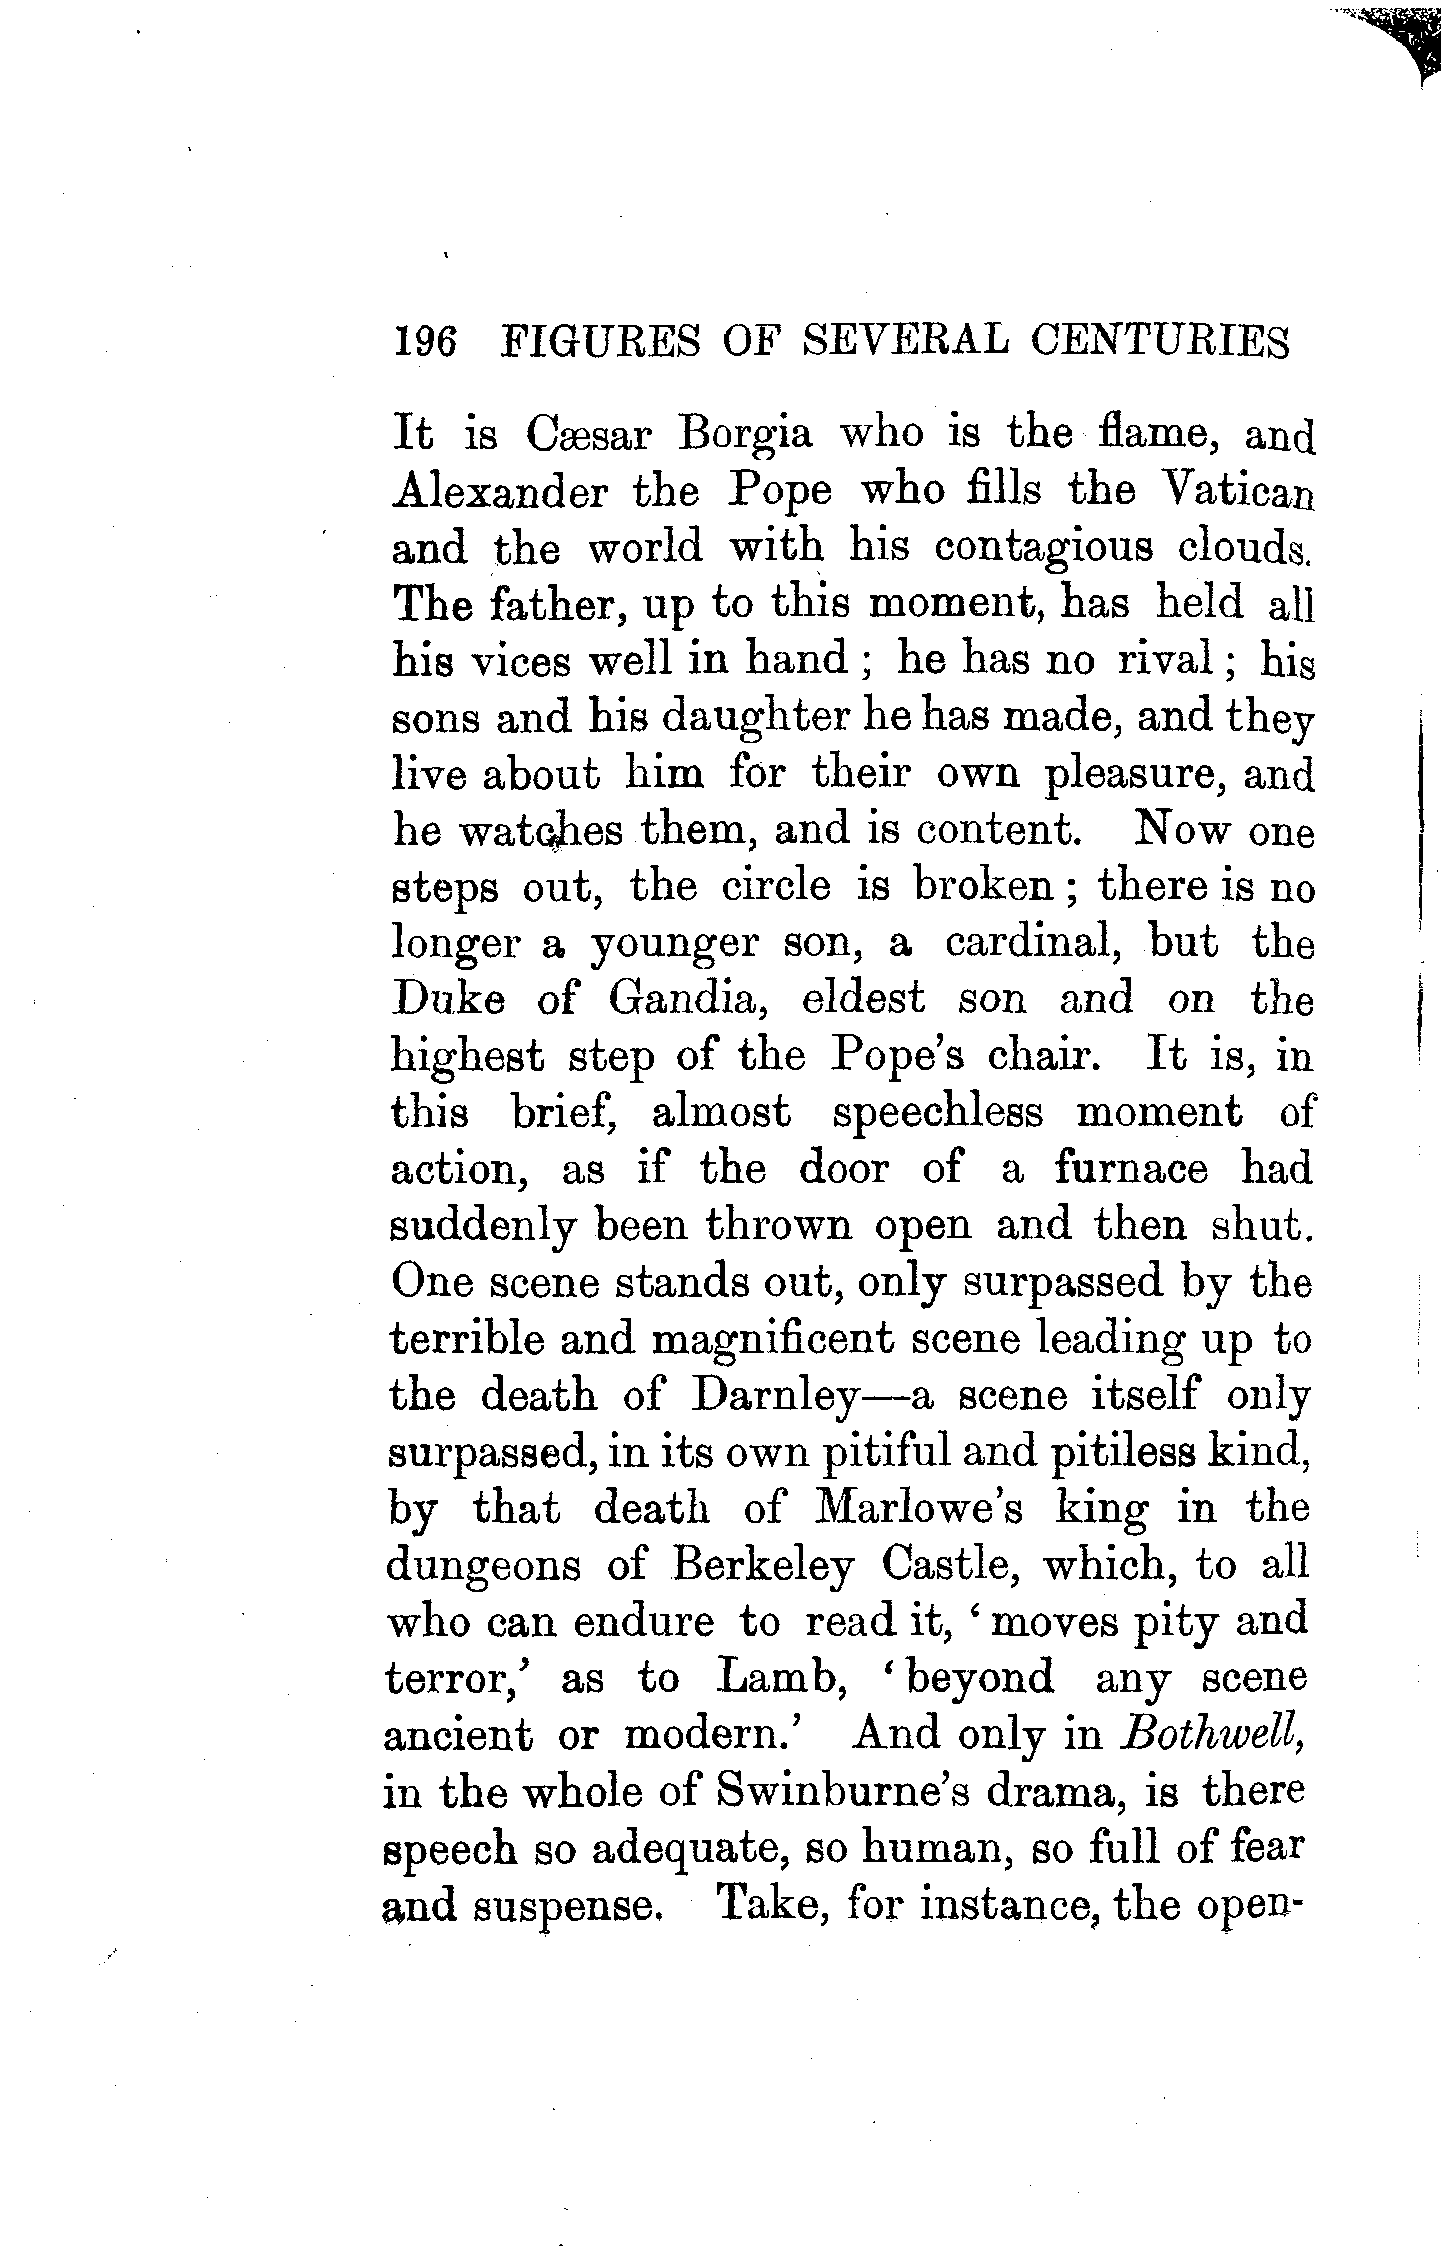 196 FIGURES OF SEVERAL CENTURIES
It is Cæsar Borgia who is the flame, and
Alexander the Pope who fills the Vatican
and the world with his contagious clouds.
The father, up to this moment, has held all
his vices well in hand ; he has no rival ; his
sons and his daughter he has made, and they
live about him for their own pleasure, and
he watches them, and is content. Now one
steps out, the circle is broken ; there is no
longer a younger son, a cardinal, but the
Duke of Gandia, eldest son and on the
highest step of the Pope's chair. It is, in
this brief, almost speechless moment of
action, as if the door of a furnace had
suddenly been thrown open and then shut.
One scene stands out, only surpassed by the
terrible and magnificent scene leading up to
the death of Darnley—a scene itself only
surpassed, in its own pitiful and pitiless kind,
by that death of Marlowe's king in the
dungeons of Berkeley Castle, which, to all
who can endure to read it, ‘ moves pity and
terror,’ as to Lamb, ‘ beyond any scene
ancient or modern.’ And only in Bothwell,
in the whole of Swinburne's drama, is there
speech so adequate, so human, so full of fear
and suspense. Take, for instance, the open-